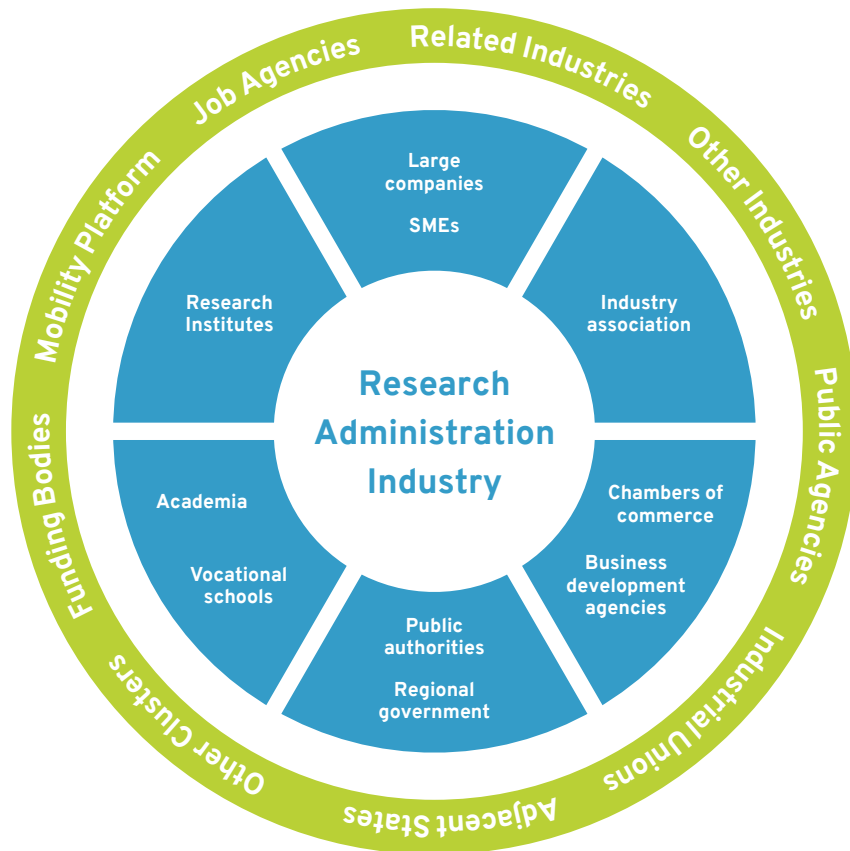 Related Industries
Other Industries
Public Agencies
Industrial Unions
Adjacent States
Other Clusters
Funding Bodies
Mobility Platform
Job Agencies
Large
companies
SMEs
Industry
association
Chambers of
commerce
Business
development
agencies
Public
authorities
Regional
government
Academia
Vocational
schools
Research
Institutes
Research
Administration
Industry